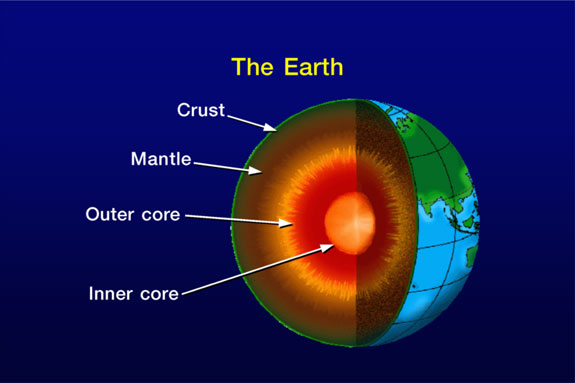 The Earth
Crust
Mantle
Outer core
Inner core